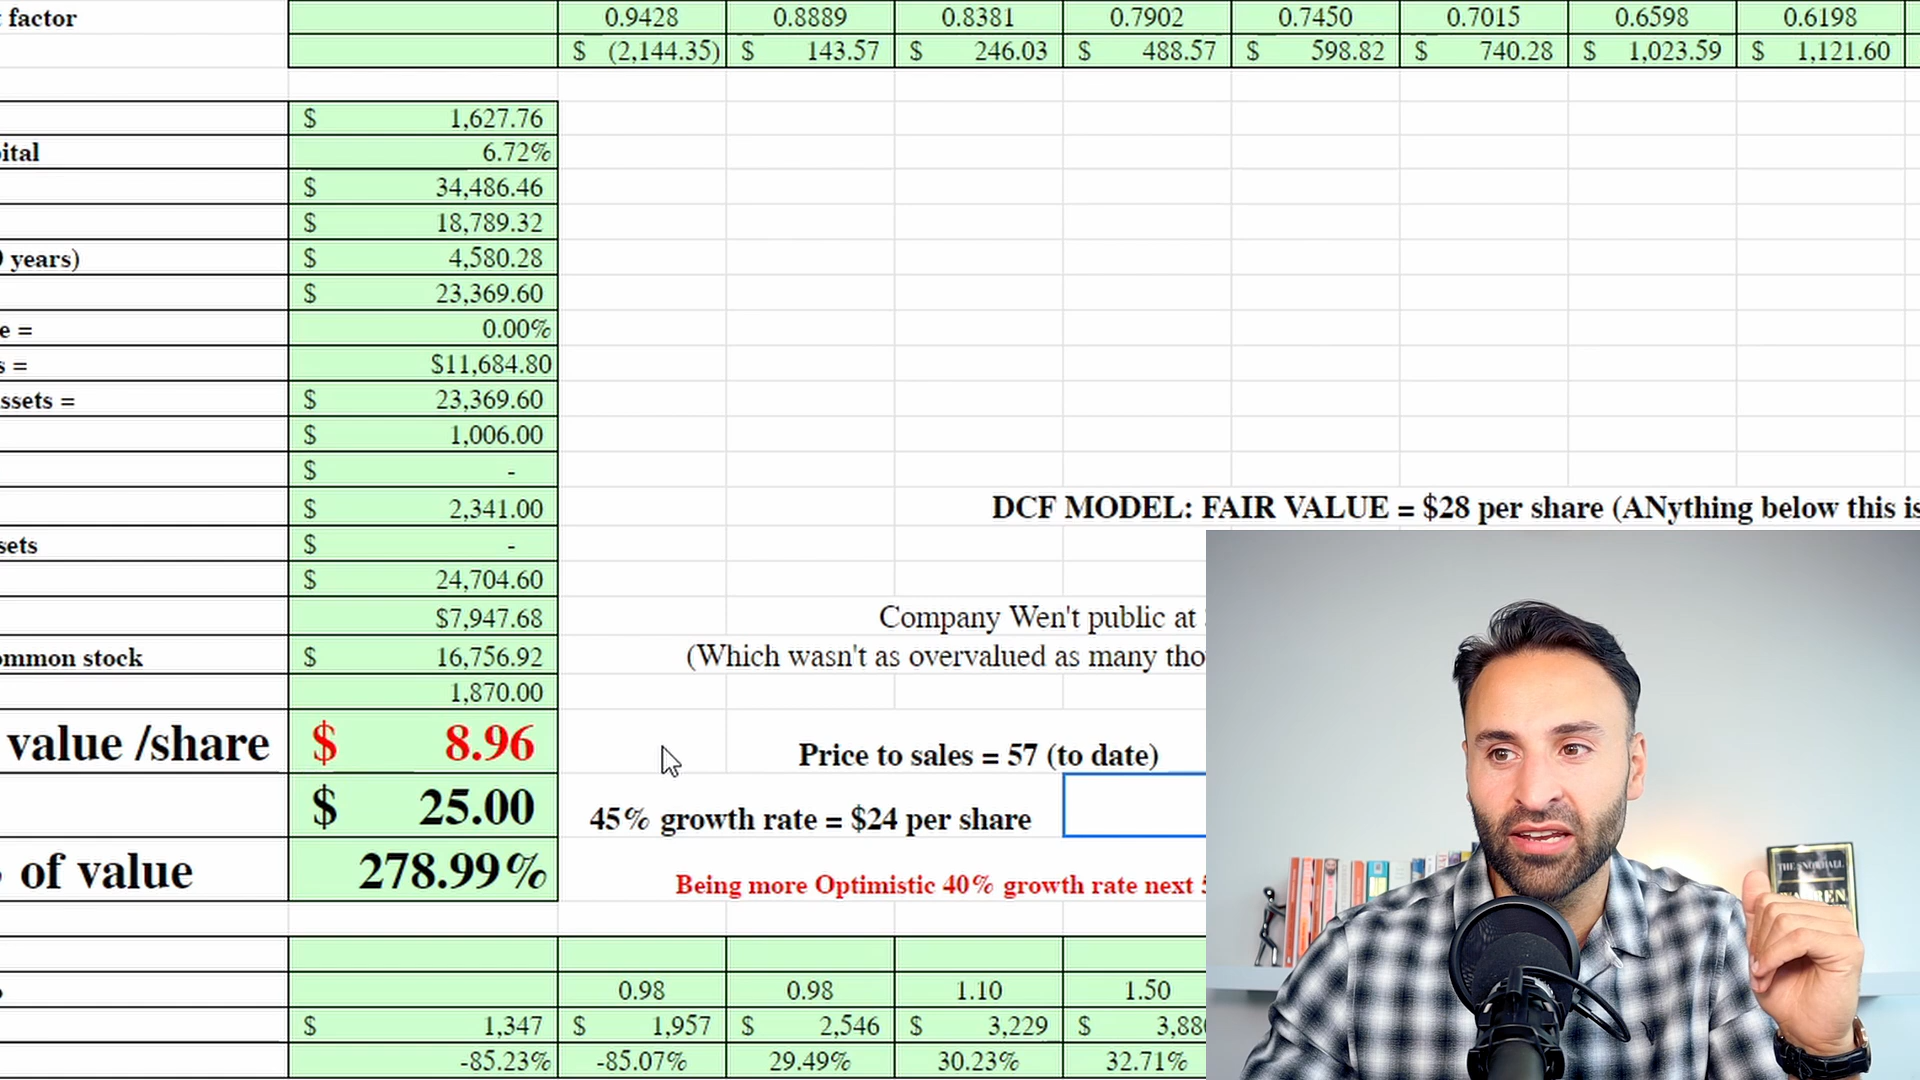 factor 0.9428 0.8889 0.8381 0.7902 0.7450 0.7015 0.6598 0.6198
$ (2,144.35) $ 143.57 $ 246.03 $ 488.57 $ 598.82 $ 740.28 $ 1,023.59 $ 1,121.60
$ 1,627.76
ital 6.72%
$ 34,486.46
$ 18,789.32
years) $ 4,580.28
$ 23,369.60
e = 0.00%
s = $11,684.80
ssets = $ 23,369.60
$ 1,006.00
$ -
$ 2,341.00
DCF MODEL: FAIR VALUE = $28 per share (ANything below this is
sets $ -
$ 24,704.60
$7,947.68 Company Wen't public at
ommon stock $ 16,756.92 (Which wasn't as overvalued as many tho
1,870.00
value /share $ 8.96 Price to sales = 57 (to date)
$ 25.00 45% growth rate = $24 per share
of value 278.99% Being more Optimistic 40% growth rate next 5
0.98 0.98 1.10 1.50
$ 1,347 $ 1,957 $ 2,546 $ 3,229 $ 3,88
-85.23% -85.07% 29.49% 30.23% 32.71%
THE SNOWBALL